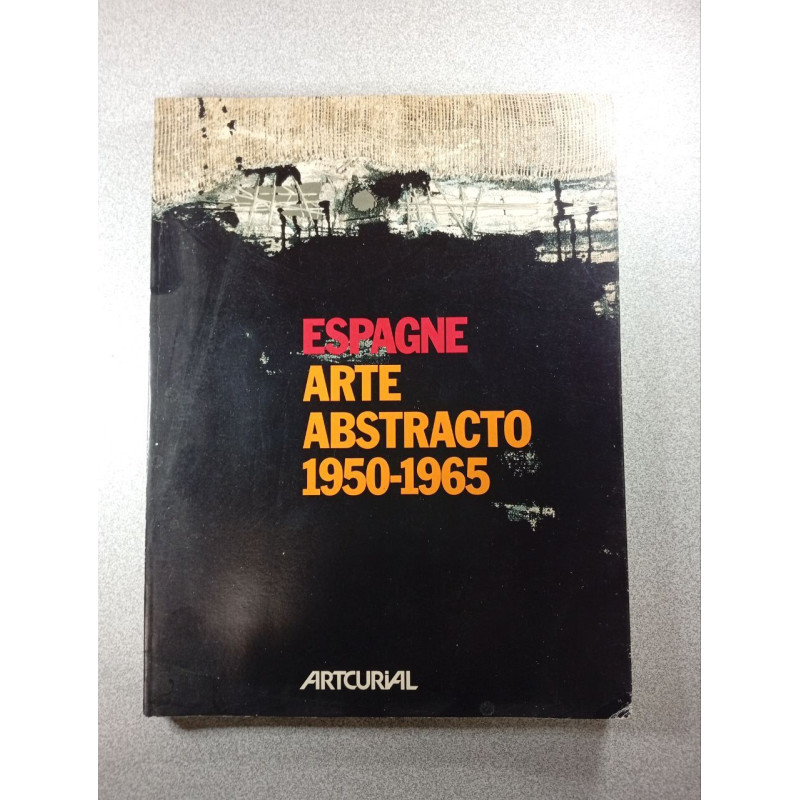 ESPAGNE
ARTE
ABSTRACTO
1950-1965
ARTCURiAL